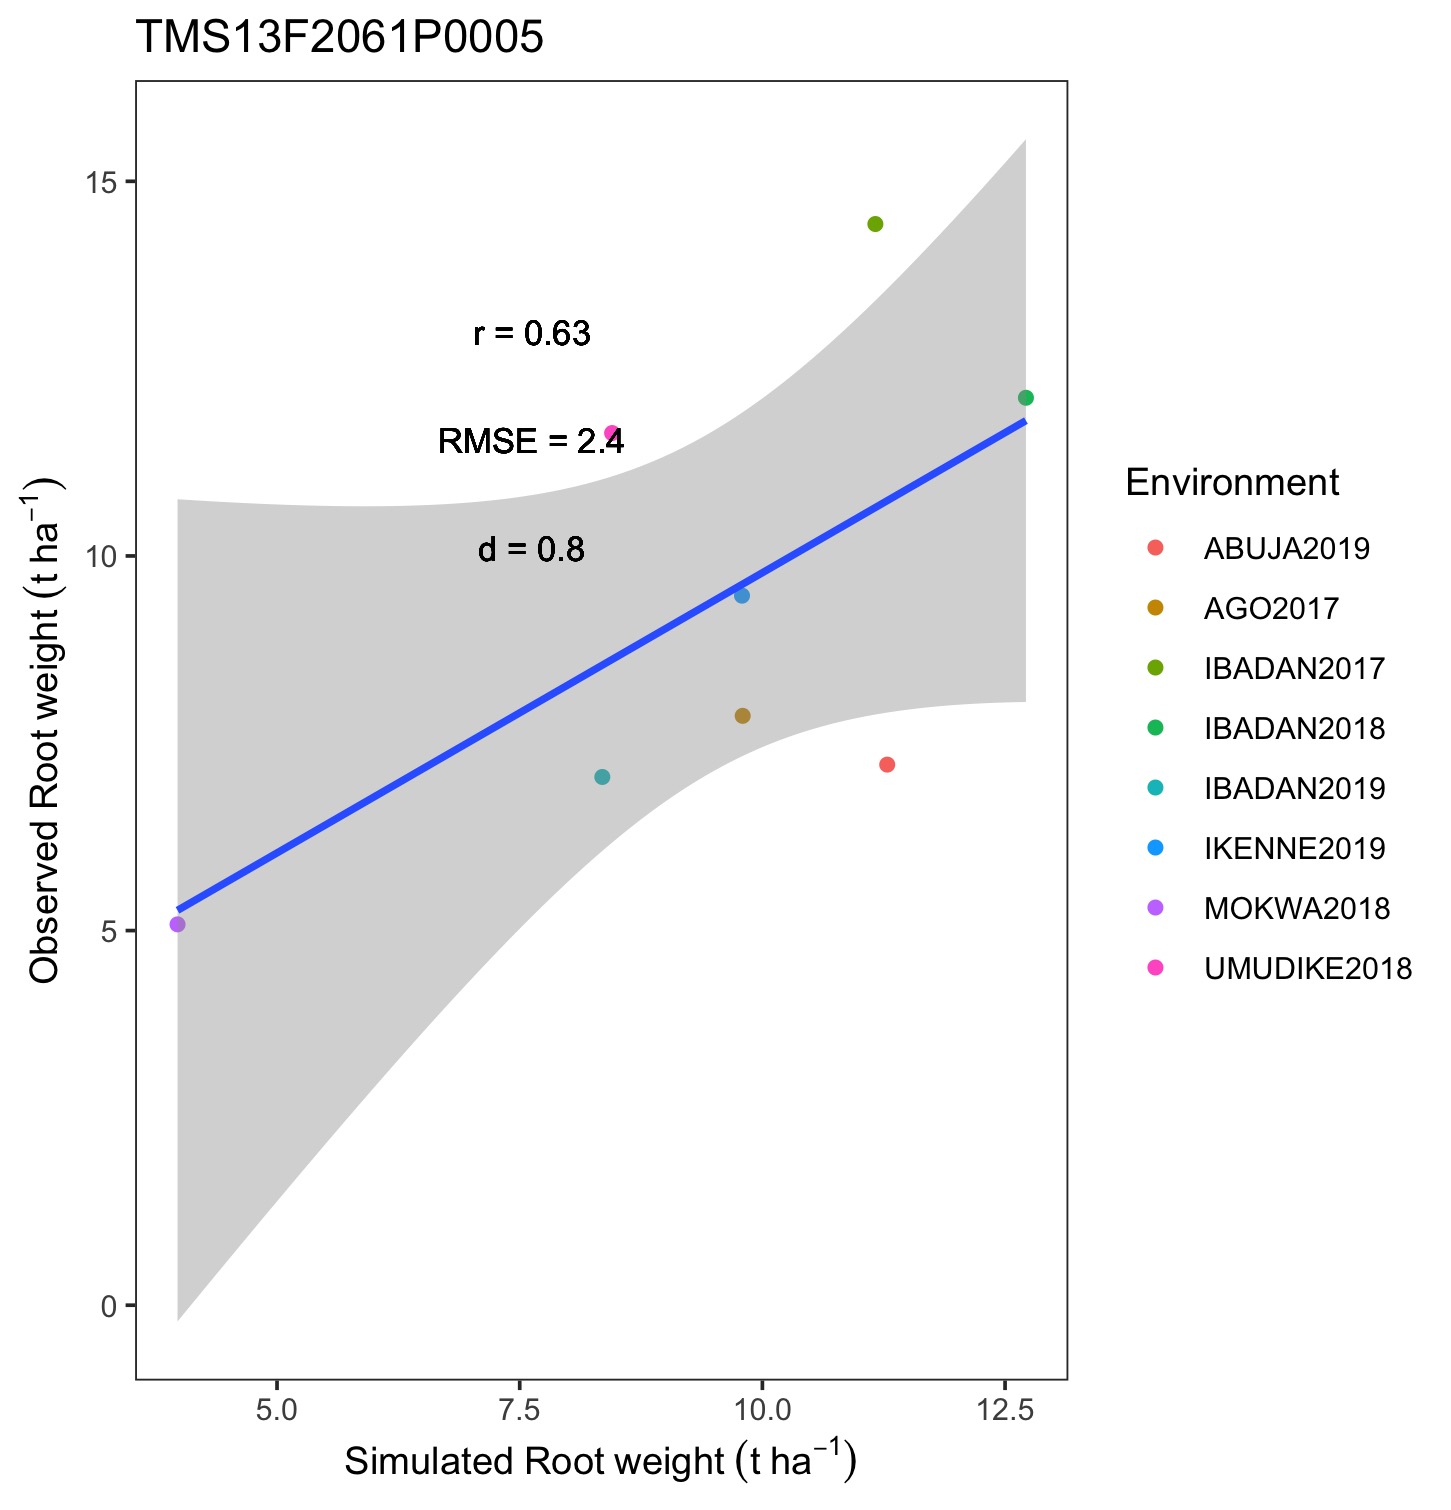 TMS13F2061P0005
15
10
5
0
Observed Root weight (t ha⁻¹)
r = 0.63
RMSE = 2.4
d = 0.8
5.0
7.5
10.0
12.5
Simulated Root weight (t ha⁻¹)
Environment
ABUJA2019
AGO2017
IBADAN2017
IBADAN2018
IBADAN2019
IKENNE2019
MOKWA2018
UMUDIKE2018